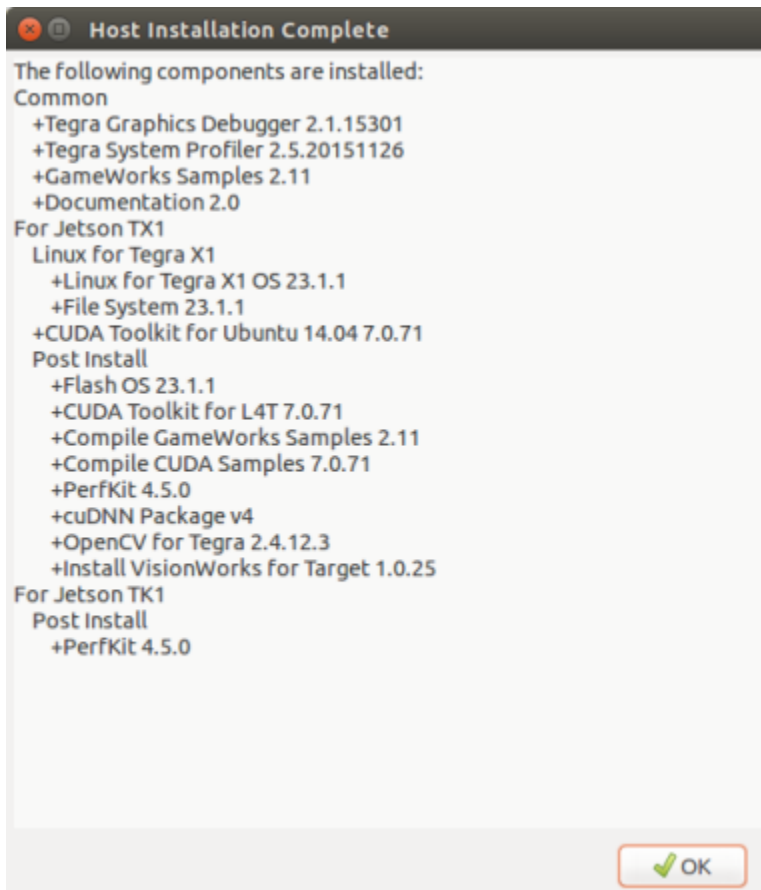 Host Installation Complete
The following components are installed:
Common
+Tegra Graphics Debugger 2.1.15301
+Tegra System Profiler 2.5.20151126
+GameWorks Samples 2.11
+Documentation 2.0
For Jetson TX1
Linux for Tegra X1
+Linux for Tegra X1 OS 23.1.1
+File System 23.1.1
+CUDA Toolkit for Ubuntu 14.04 7.0.71
Post Install
+Flash OS 23.1.1
+CUDA Toolkit for L4T 7.0.71
+Compile GameWorks Samples 2.11
+Compile CUDA Samples 7.0.71
+PerfKit 4.5.0
+cuDNN Package v4
+OpenCV for Tegra 2.4.12.3
+Install VisionWorks for Target 1.0.25
For Jetson TK1
Post Install
+PerfKit 4.5.0
OK